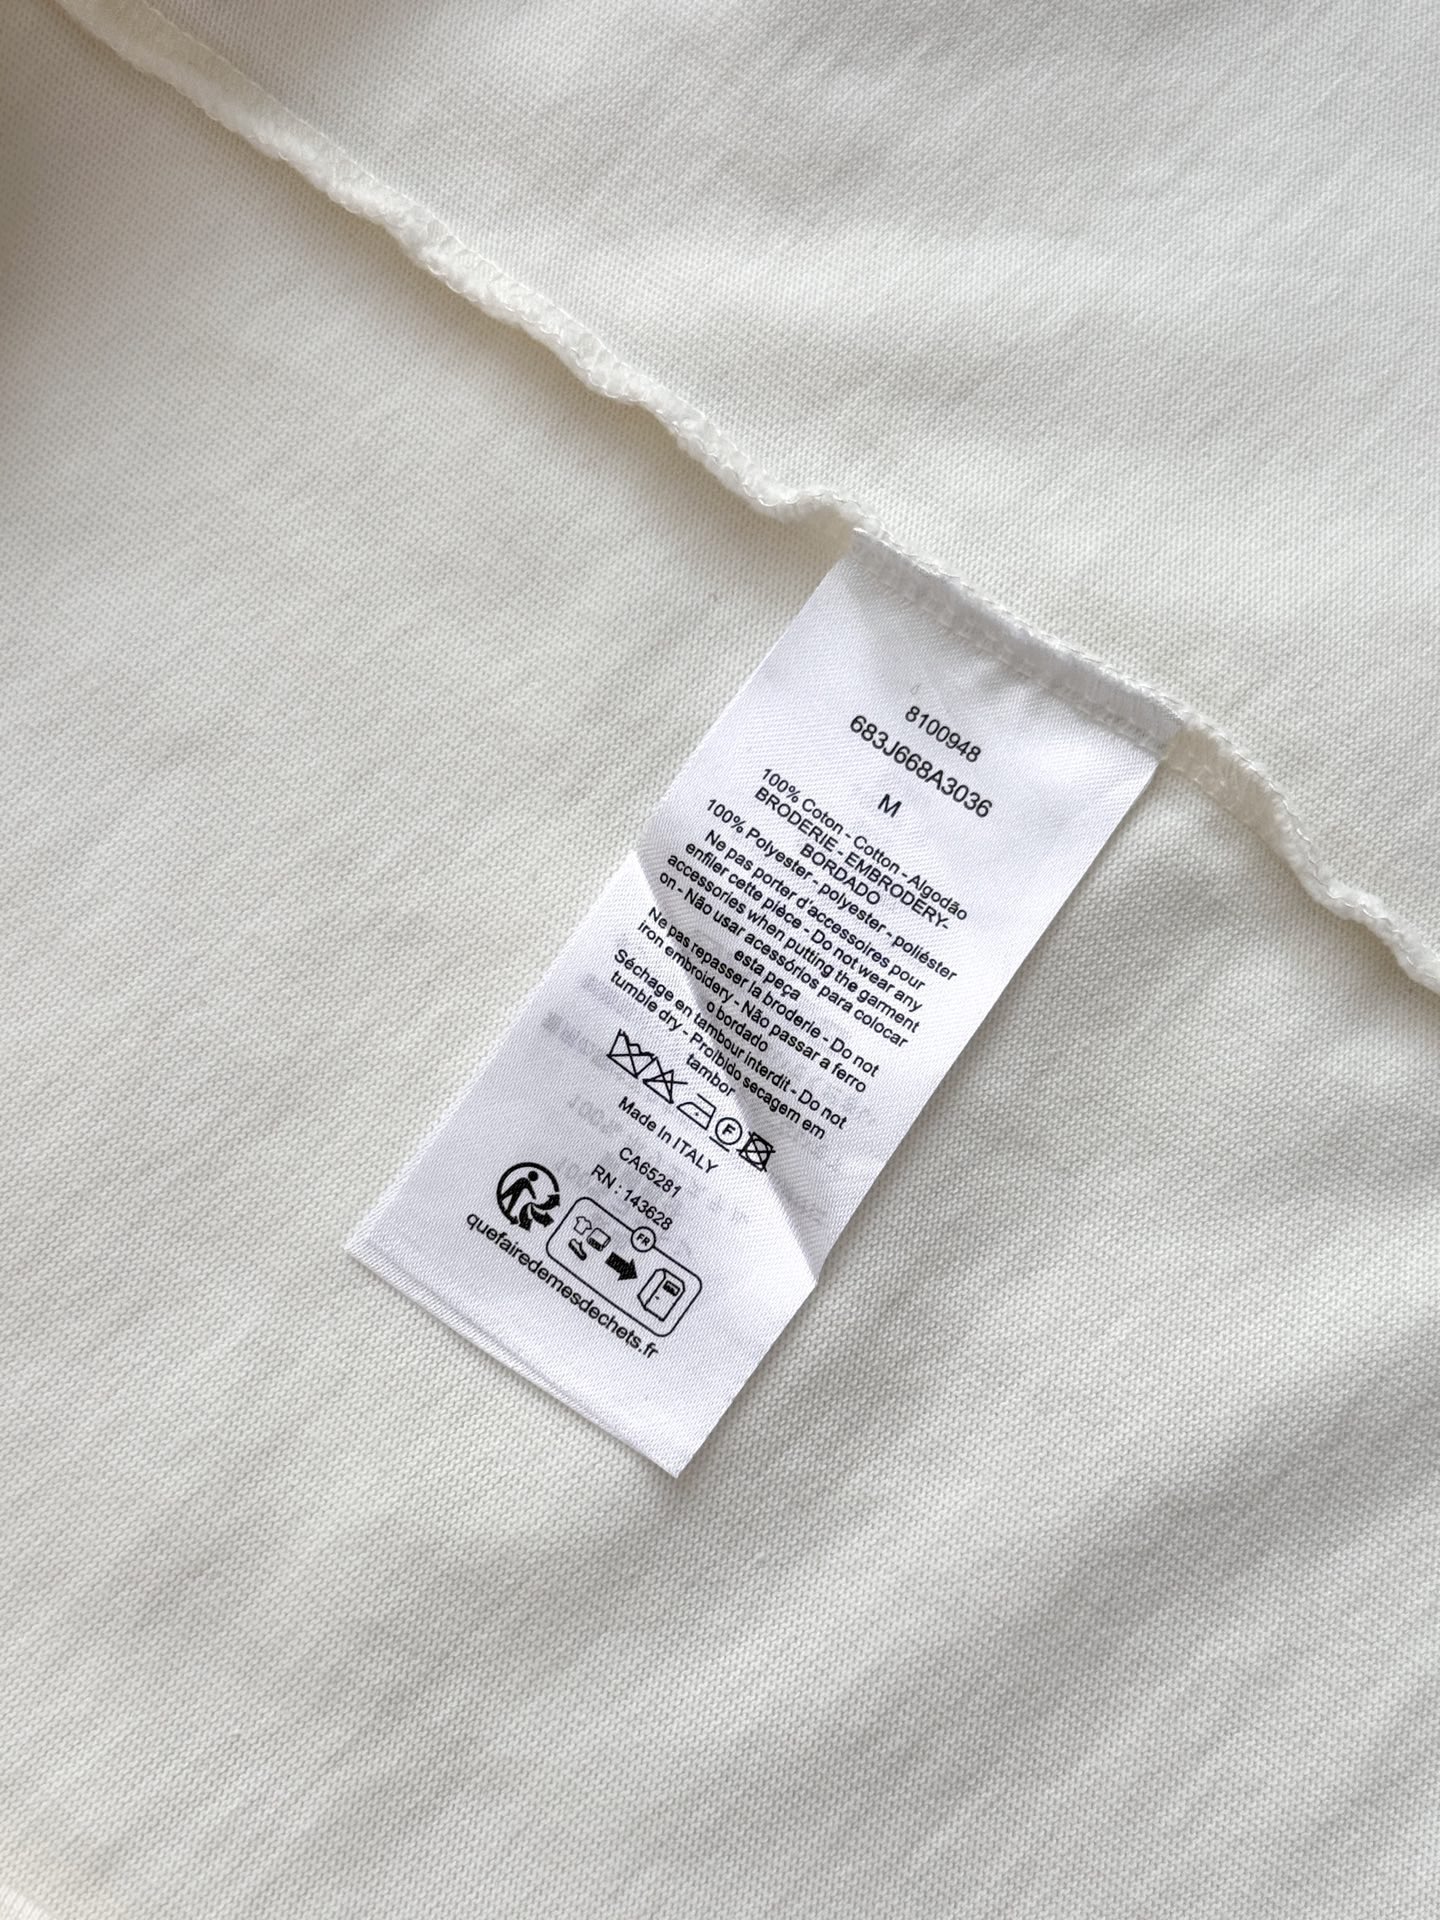 8100948
683J668A3036
M
100% Coton - Cotton - Algodão
BRODERIE - EMBRODERY-
BORDADO
100% Polyester - polyester - poliéster
Ne pas porter d'accessoires pour
enfiler cette pièce - Do not wear any
accessories when putting the garment
on - Não usar acessórios para colocar
esta peça
Ne pas repasser la broderie - Do not
iron embroidery - Não passar a ferro
o bordado
Séchage en tambour interdit - Do not
tumble dry - Proibido secagem em
tambor
F
Made In ITALY
CA65281
RN : 143628
FR
quefairedemesdechets.fr